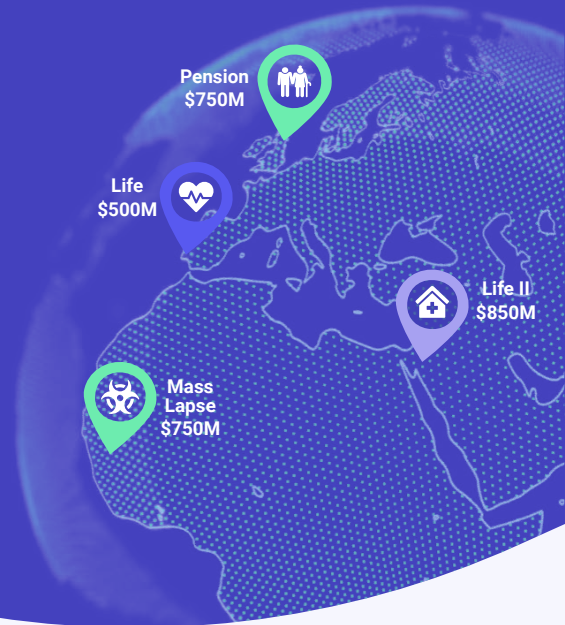 Pension
$750M
Life
$500M
Life II
$850M
Mass
Lapse
$750M